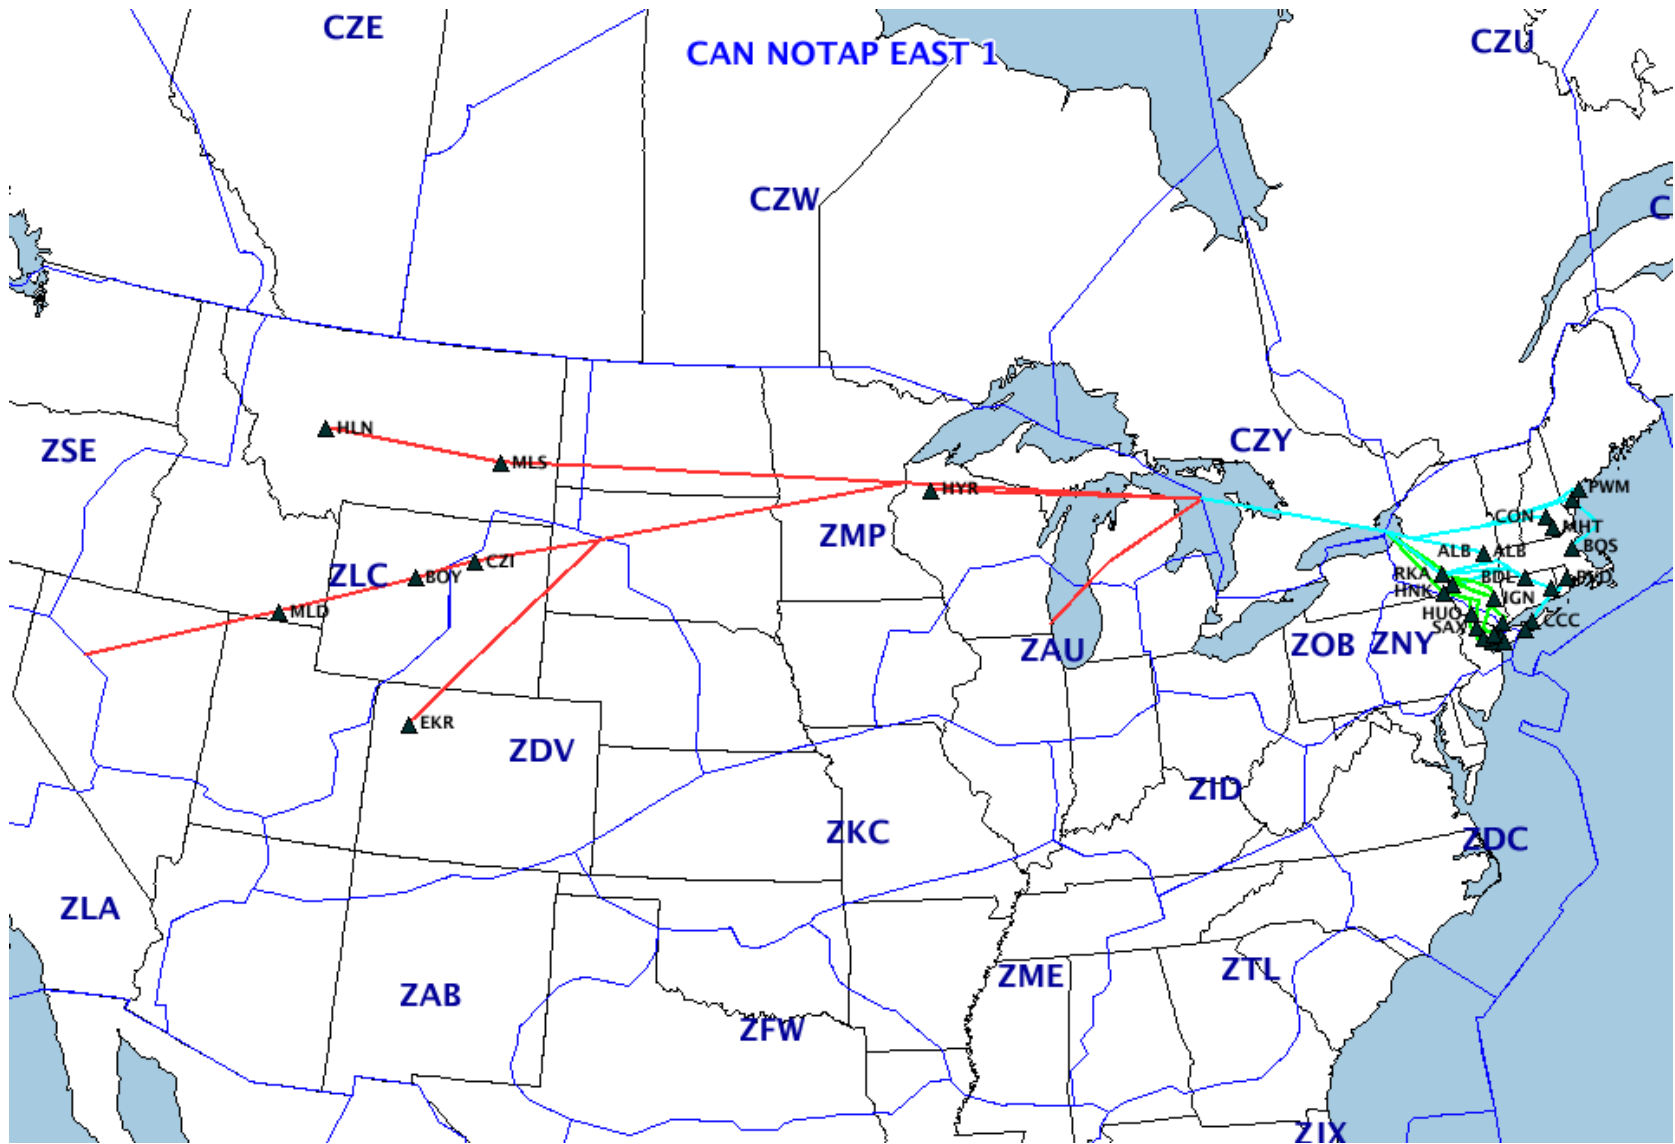 CZE
CAN NOTAP EAST 1
CZU
CZW
C
HLN
ZSE
CZY
MLS
HYR
PWM
CON
MHT
ZMP
BOS
ALB
ALB
CZI
ZLC
BOY
RKA
BDL
PVD
HNK
IGN
MLD
HUO
CCC
SAX
ZAU
ZOB
ZNY
EKR
ZDV
ZID
ZKC
ZDC
ZLA
ZTL
ZME
ZAB
ZFW
ZJX